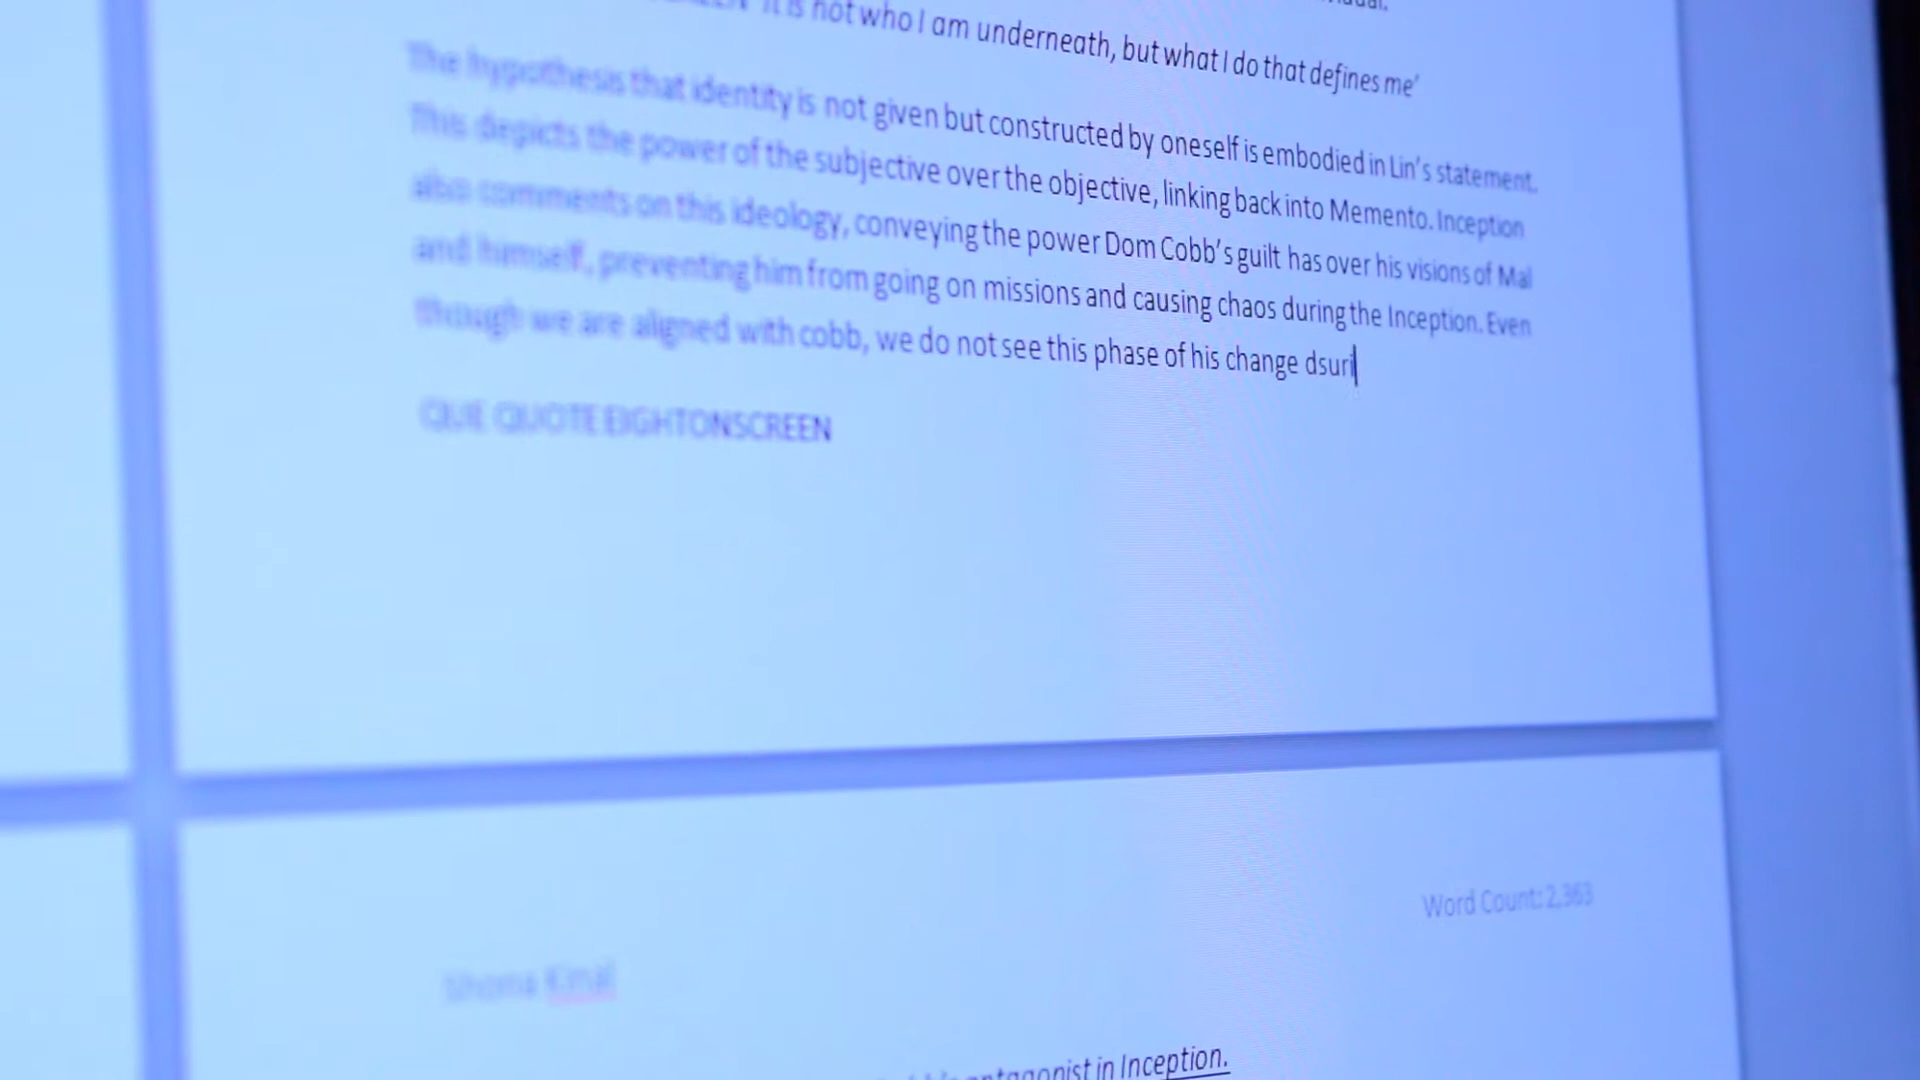 It is not who I am underneath, but what I do that defines me'
The hypothesis that identity is not given but constructed by oneself is embodied in Lin's statement.
This depicts the power of the subjective over the objective, linking back into Memento. Inception
also comments on this ideology, conveying the power Dom Cobb's guilt has over his visions of Mal
and himself, preventing him from going on missions and causing chaos during the Inception. Even
though we are aligned with cobb, we do not see this phase of his change dsuri
QUE QUOTE EIGHT ONSCREEN
Word Count: 2,363
Shona Kinal
antagonist in Inception.